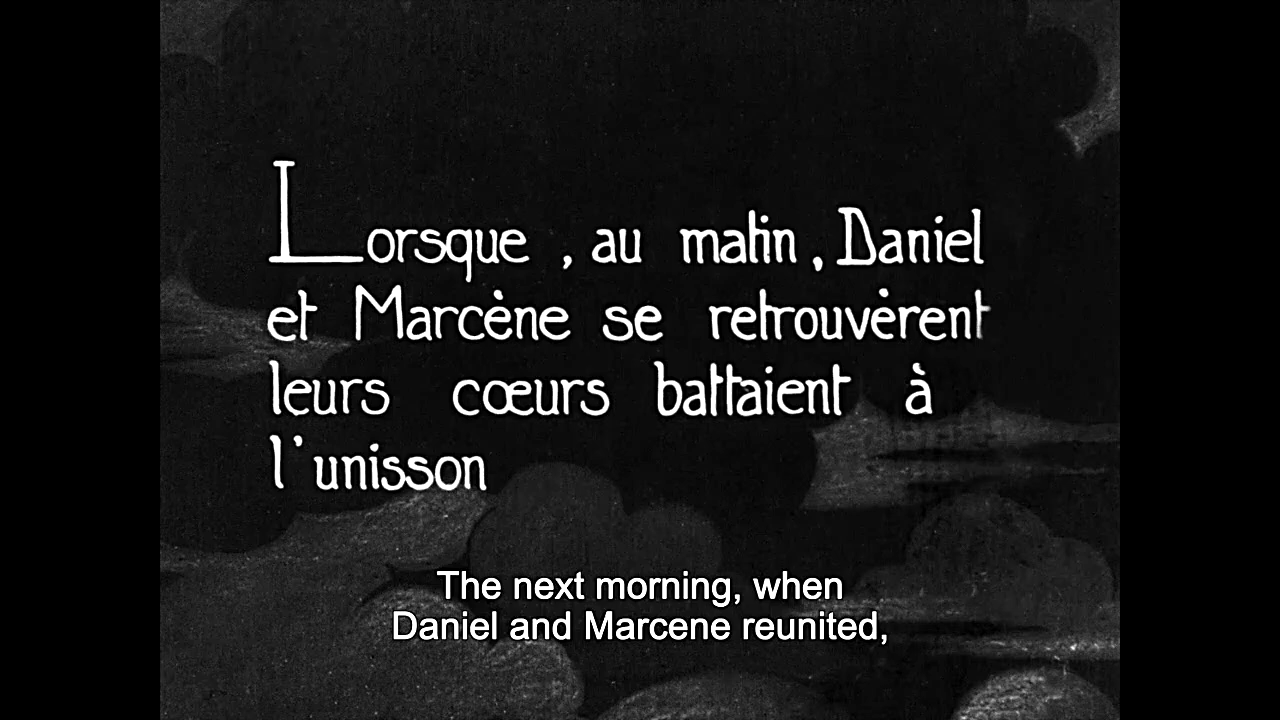 Lorsque, au matin, Daniel
et Marcène se retrouvèrent
leurs cœurs battaient à
l'unisson
The next morning, when
Daniel and Marcene reunited,